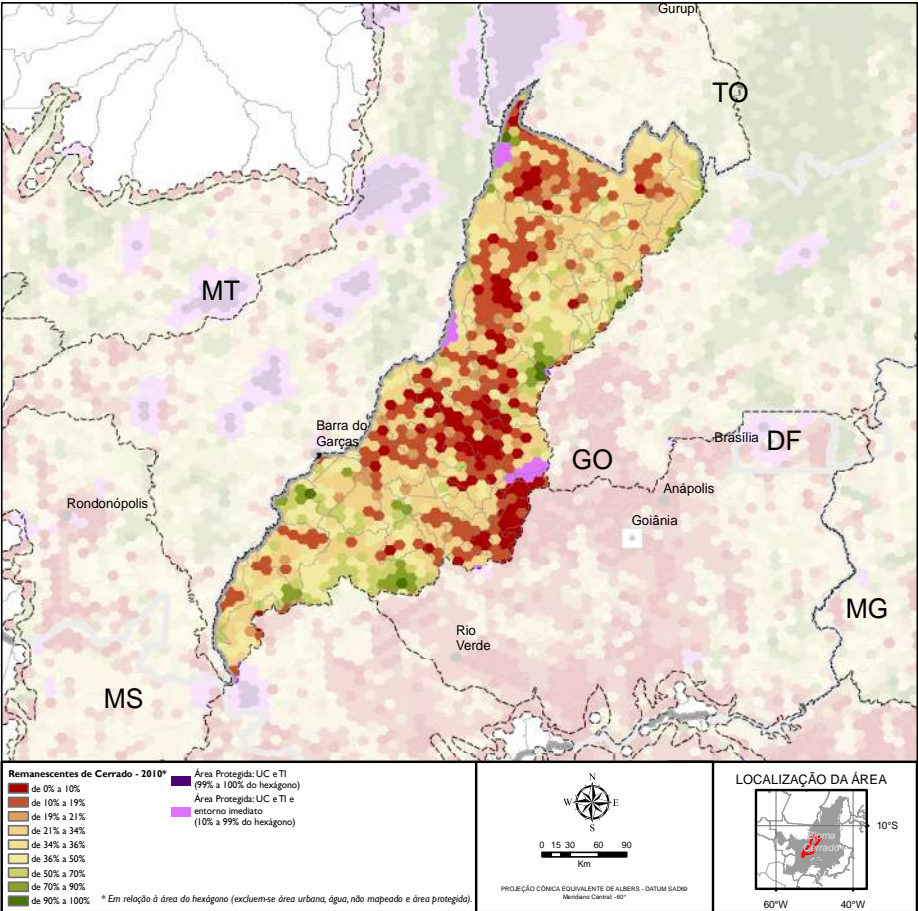 Gurupi
TO
MT
Barra do
Garças
GO
Brasília
DF
Rondonópolis
Anápolis
Goiânia
MG
Rio
Verde
MS
Remanescentes de Cerrado - 2010*
de 0% a 10%
de 10% a 19%
de 19% a 21%
de 21% a 34%
de 34% a 36%
de 36% a 50%
de 50% a 70%
de 70% a 90%
de 90% a 100%
Área Protegida: UC e TI
(99% a 100% do hexágono)
Área Protegida: UC e TI e
entorno imediato
(10% a 99% do hexágono)
* Em relação à área do hexágono (excluem-se área urbana, água, não mapeado e área protegida).
N
W E
S
0 15 30 60 90
Km
PROJEÇÃO CÔNICA EQUIVALENTE DE ALBERS - DATUM SAD69
Meridiano Central: -60°
LOCALIZAÇÃO DA ÁREA
Bioma
Cerrado
10°S
60°W 40°W